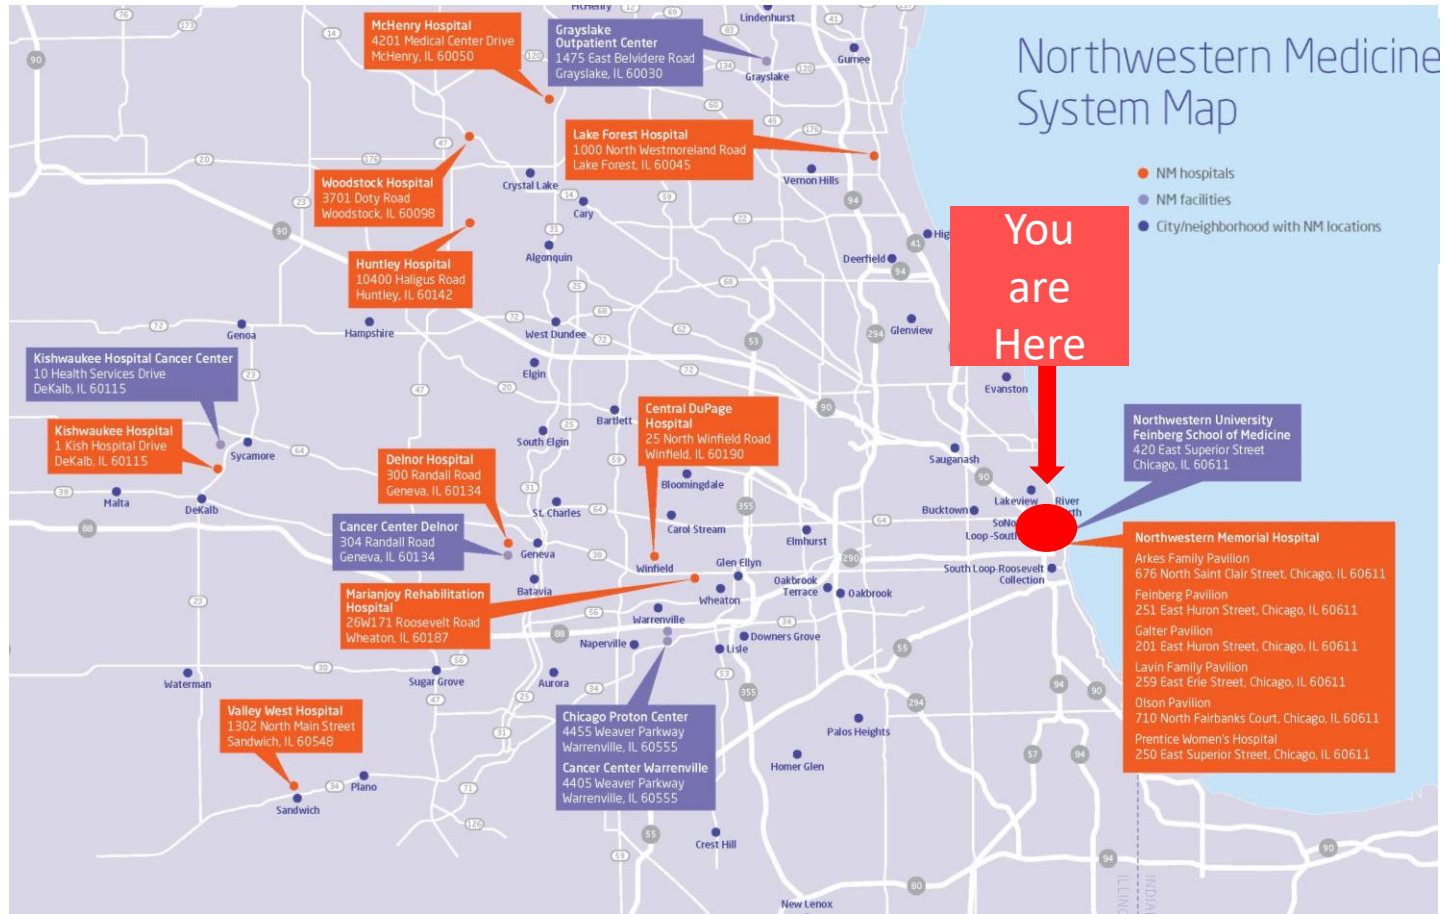 Northwestern Medicine
System Map
NM hospitals
NM facilities
City/neighborhood with NM locations
You
are
Here
McHenry Hospital
4201 Medical Center Drive
McHenry, IL 60050
Grayslake
Outpatient Center
1475 East Belvidere Road
Grayslake, IL 60030
Lake Forest Hospital
1000 North Westmoreland Road
Lake Forest, IL 60045
Woodstock Hospital
3701 Doty Road
Woodstock, IL 60098
Huntley Hospital
10400 Haligus Road
Huntley, IL 60142
Kishwaukee Hospital Cancer Center
10 Health Services Drive
DeKalb, IL 60115
Kishwaukee Hospital
1 Kish Hospital Drive
DeKalb, IL 60115
Delnor Hospital
300 Randall Road
Geneva, IL 60134
Cancer Center Delnor
304 Randall Road
Geneva, IL 60134
Central DuPage
Hospital
25 North Winfield Road
Winfield, IL 60190
Marianjoy Rehabilitation
Hospital
26W171 Roosevelt Road
Wheaton, IL 60187
Valley West Hospital
1302 North Main Street
Sandwich, IL 60548
Chicago Proton Center
4455 Weaver Parkway
Warrenville, IL 60555
Cancer Center Warrenville
4405 Weaver Parkway
Warrenville, IL 60555
Northwestern University
Feinberg School of Medicine
420 East Superior Street
Chicago, IL 60611
Northwestern Memorial Hospital
Arkes Family Pavilion
676 North Saint Clair Street, Chicago, IL 60611
Feinberg Pavilion
251 East Huron Street, Chicago, IL 60611
Galter Pavilion
201 East Huron Street, Chicago, IL 60611
Lavin Family Pavilion
259 East Erie Street, Chicago, IL 60611
Olson Pavilion
710 North Fairbanks Court, Chicago, IL 60611
Prentice Women's Hospital
250 East Superior Street, Chicago, IL 60611
Lindenhurst
Gurnee
Grayslake
Vernon Hills
Crystal Lake
Cary
Algonquin
Deerfield
Glenview
Evanston
Genoa
Hampshire
West Dundee
Elgin
Bartlett
South Elgin
Sycamore
Malta
DeKalb
St. Charles
Bloomingdale
Carol Stream
Elmhurst
Sauganash
Bucktown
Lakeview
River
Loop-South
South Loop-Roosevelt
Collection
Geneva
Batavia
Winfield
Glen Ellyn
Wheaton
Oakbrook
Terrace
Oakbrook
Warrenville
Naperville
Lisle
Downers Grove
Waterman
Sugar Grove
Aurora
Plano
Sandwich
Palos Heights
Homer Glen
Crest Hill
New Lenox